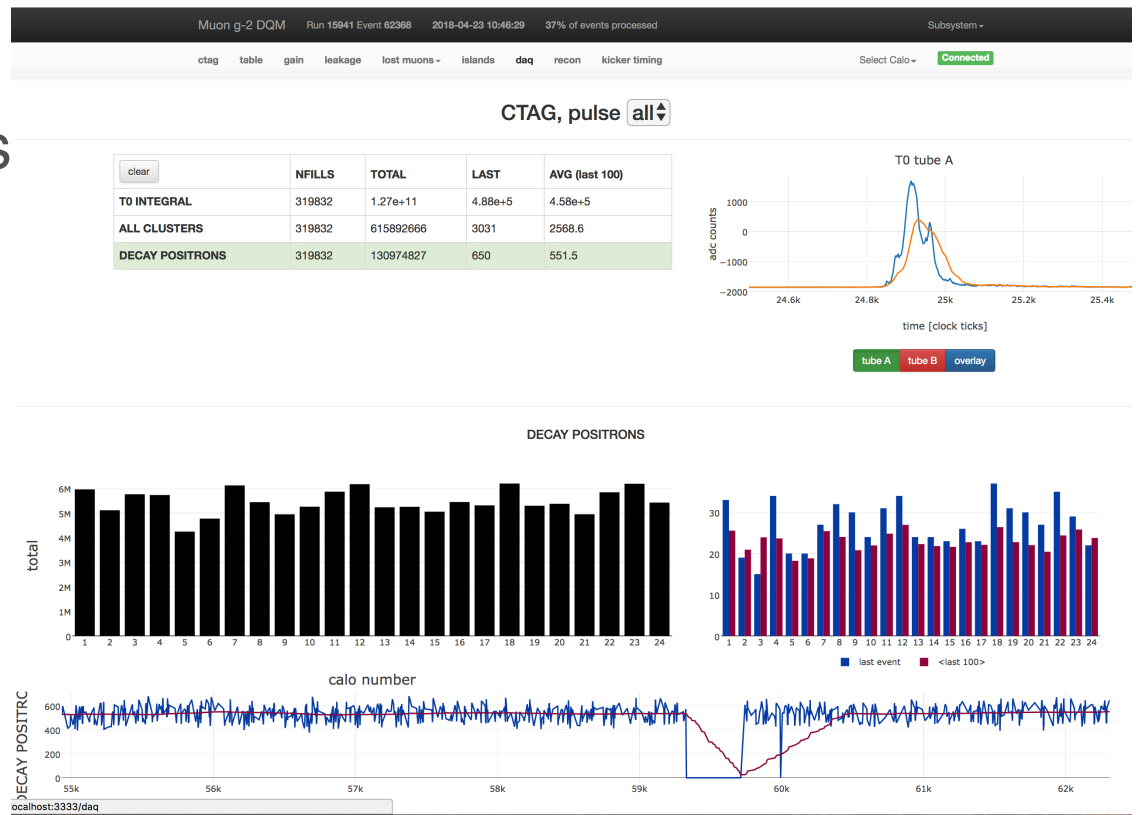 Muon g-2 DQM Run 15941 Event 62368 2018-04-23 10:46:29 37% of events processed Subsystem
ctag table gain leakage lost muons islands daq recon kicker timing Select Calo Connected
CTAG, pulse all
s
clear NFILLS TOTAL LAST AVG (last 100)
T0 INTEGRAL 319832 1.27e+11 4.88e+5 4.58e+5
ALL CLUSTERS 319832 615892666 3031 2568.6
DECAY POSITRONS 319832 130974827 650 551.5
T0 tube A
adc counts
1000
0
−1000
−2000
24.6k 24.8k 25k 25.2k 25.4k
time [clock ticks]
tube A tube B overlay
DECAY POSITRONS
total
6M
5M
4M
3M
2M
1M
0
1 2 3 4 5 6 7 8 9 10 11 12 13 14 15 16 17 18 19 20 21 22 23 24
calo number
30
20
10
0
1 2 3 4 5 6 7 8 9 10 11 12 13 14 15 16 17 18 19 20 21 22 23 24
last event <last 100>
DECAY POSITRC
600
400
200
0
55k 56k 57k 58k 59k 60k 61k 62k
ocalhost:3333/daq